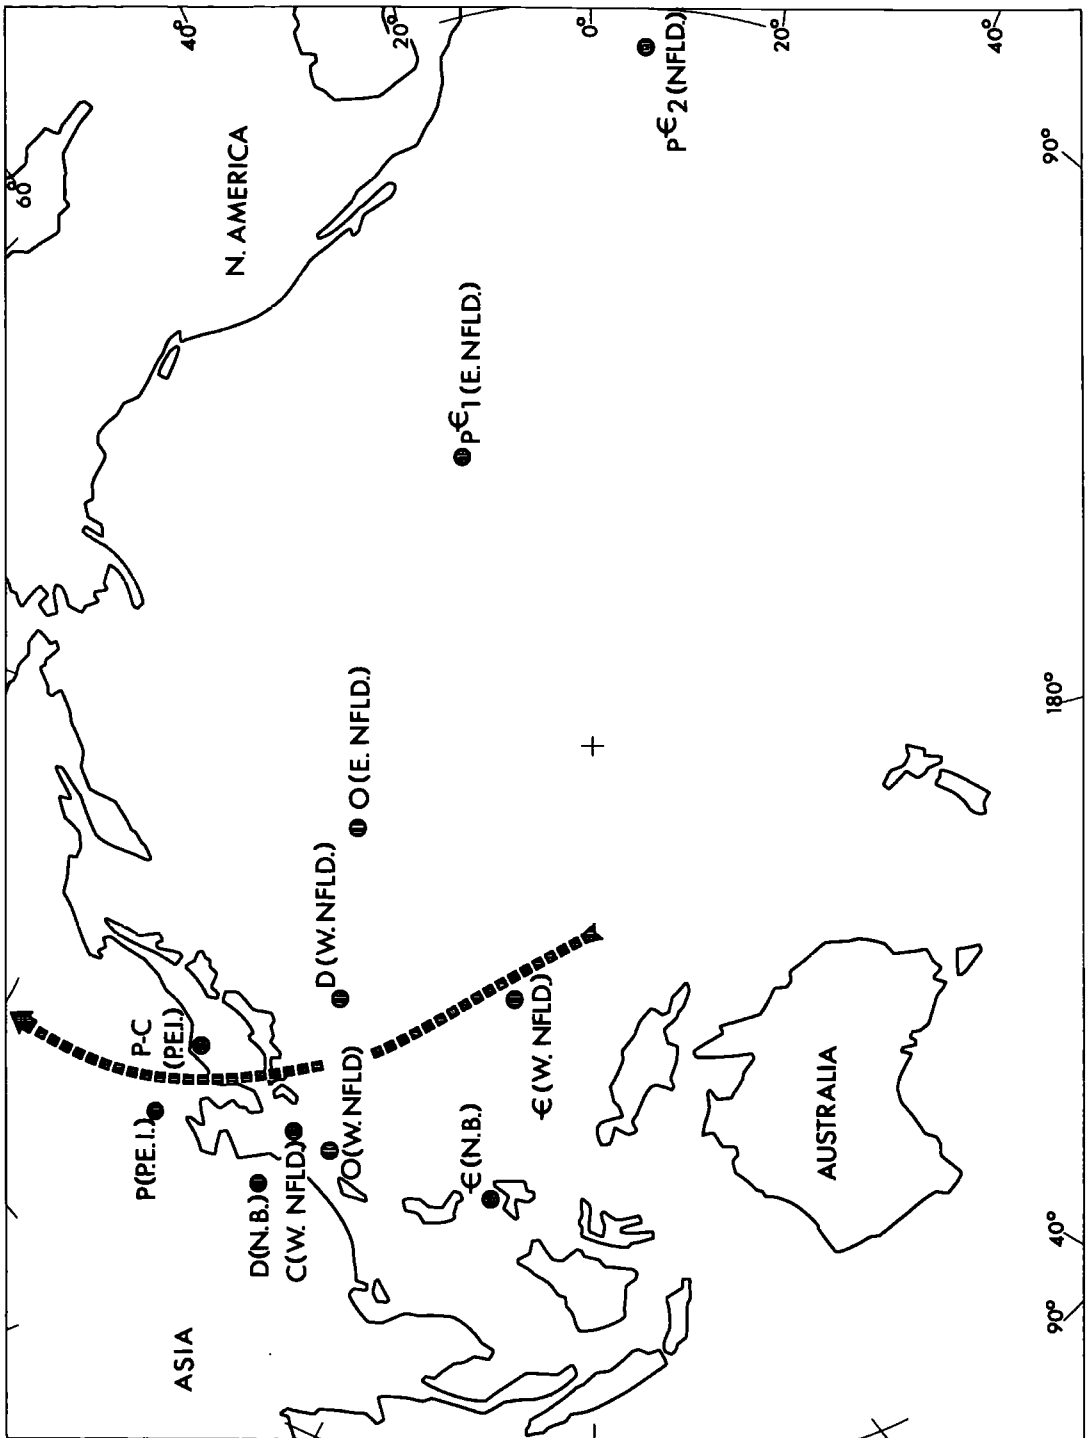 60°
40°
20°
0°
20°
40°
90°
180°
40°
90°
N. AMERICA
PЄ2 (NFLD.)
PЄ1 (E. NFLD.)
O (E. NFLD.)
D (W. NFLD.)
P-C
(P.E.I.)
P(P.E.I.)
D(N.B.)
C(W. NFLD.)
O(W. NFLD)
Є(W. NFLD)
Є(N.B.)
ASIA
AUSTRALIA